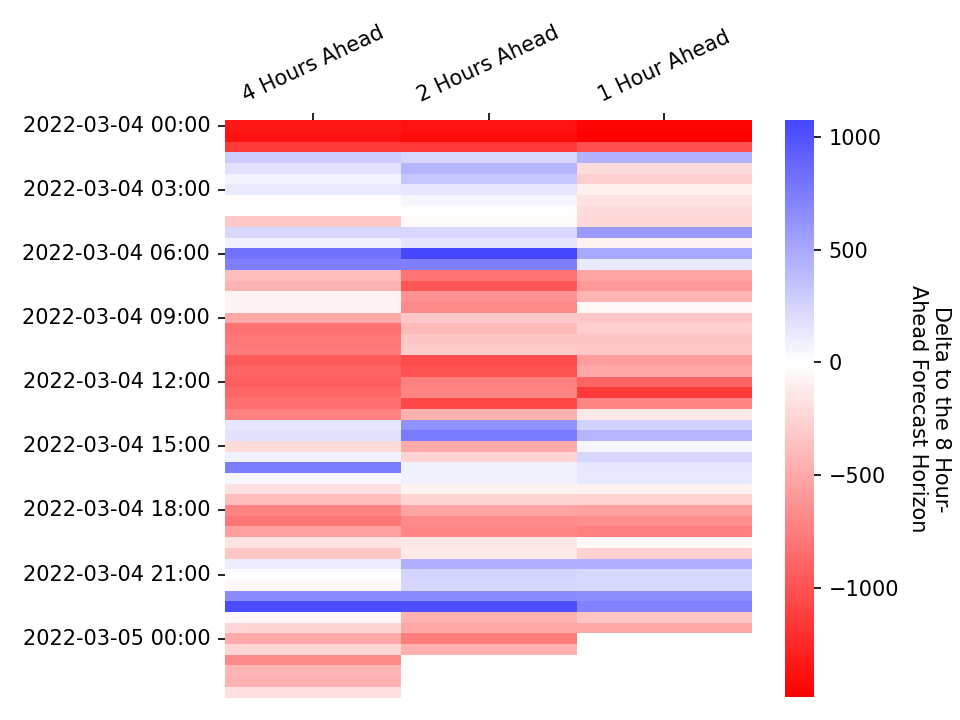 4 Hours Ahead
2 Hours Ahead
1 Hour Ahead
2022-03-04 00:00
2022-03-04 03:00
2022-03-04 06:00
2022-03-04 09:00
2022-03-04 12:00
2022-03-04 15:00
2022-03-04 18:00
2022-03-04 21:00
2022-03-05 00:00
1000
500
0
−500
−1000
Delta to the 8 Hour-
Ahead Forecast Horizon